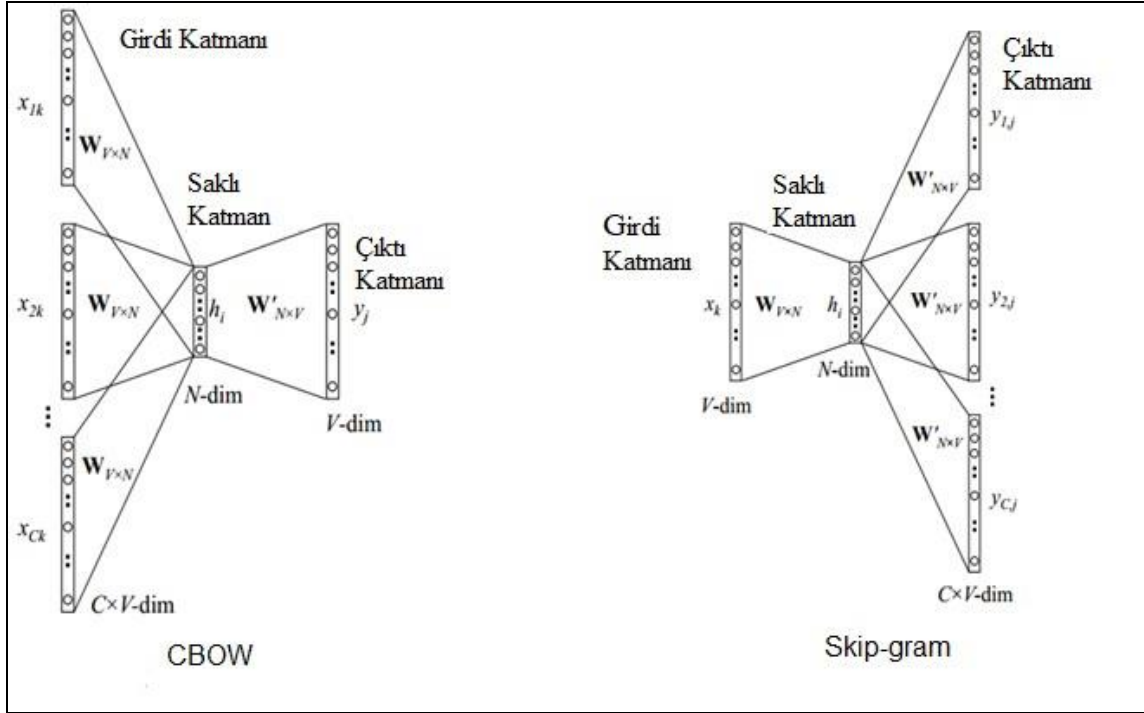 Girdi Katmanı
x1k
WV×N
Saklı
Katman
Çıktı
Katmanı
x2k
WV×N
hi
W'N×V
yj
N-dim
V-dim
WV×N
xCk
C×V-dim
CBOW
Çıktı
Katmanı
y1,j
W'N×V
Saklı
Katman
Girdi
Katmanı
xk
WV×N
hi
W'N×V
y2,j
N-dim
V-dim
W'N×V
yC,j
C×V-dim
Skip-gram